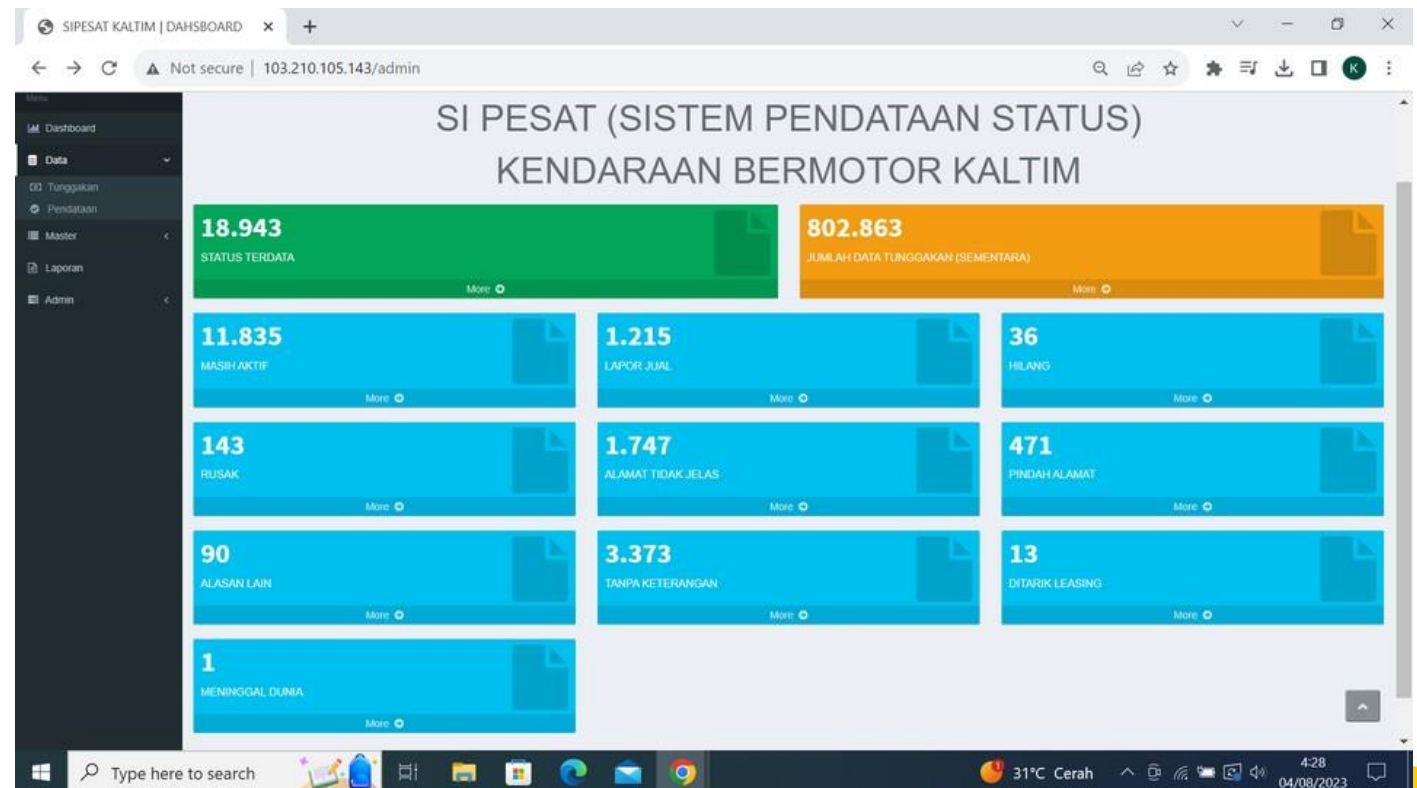 SIPESAT KALTIM | DAHSBOARD
Not secure | 103.210.105.143/admin
K
Menu
Dashboard
Data
Tunggakan
Pendataan
Master
Laporan
Admin
SI PESAT (SISTEM PENDATAAN STATUS)
KENDARAAN BERMOTOR KALTIM
18.943
STATUS TERDATA
More
802.863
JUMLAH DATA TUNGGAKAN (SEMENTARA)
More
11.835
MASIH AKTIF
More
1.215
LAPOR JUAL
More
36
HILANG
More
143
RUSAK
More
1.747
ALAMAT TIDAK JELAS
More
471
PINDAH ALAMAT
More
90
ALASAN LAIN
More
3.373
TANPA KETERANGAN
More
13
DITARIK LEASING
More
1
MENINGGAL DUNIA
More
Type here to search
31°C Cerah
4:28
04/08/2023